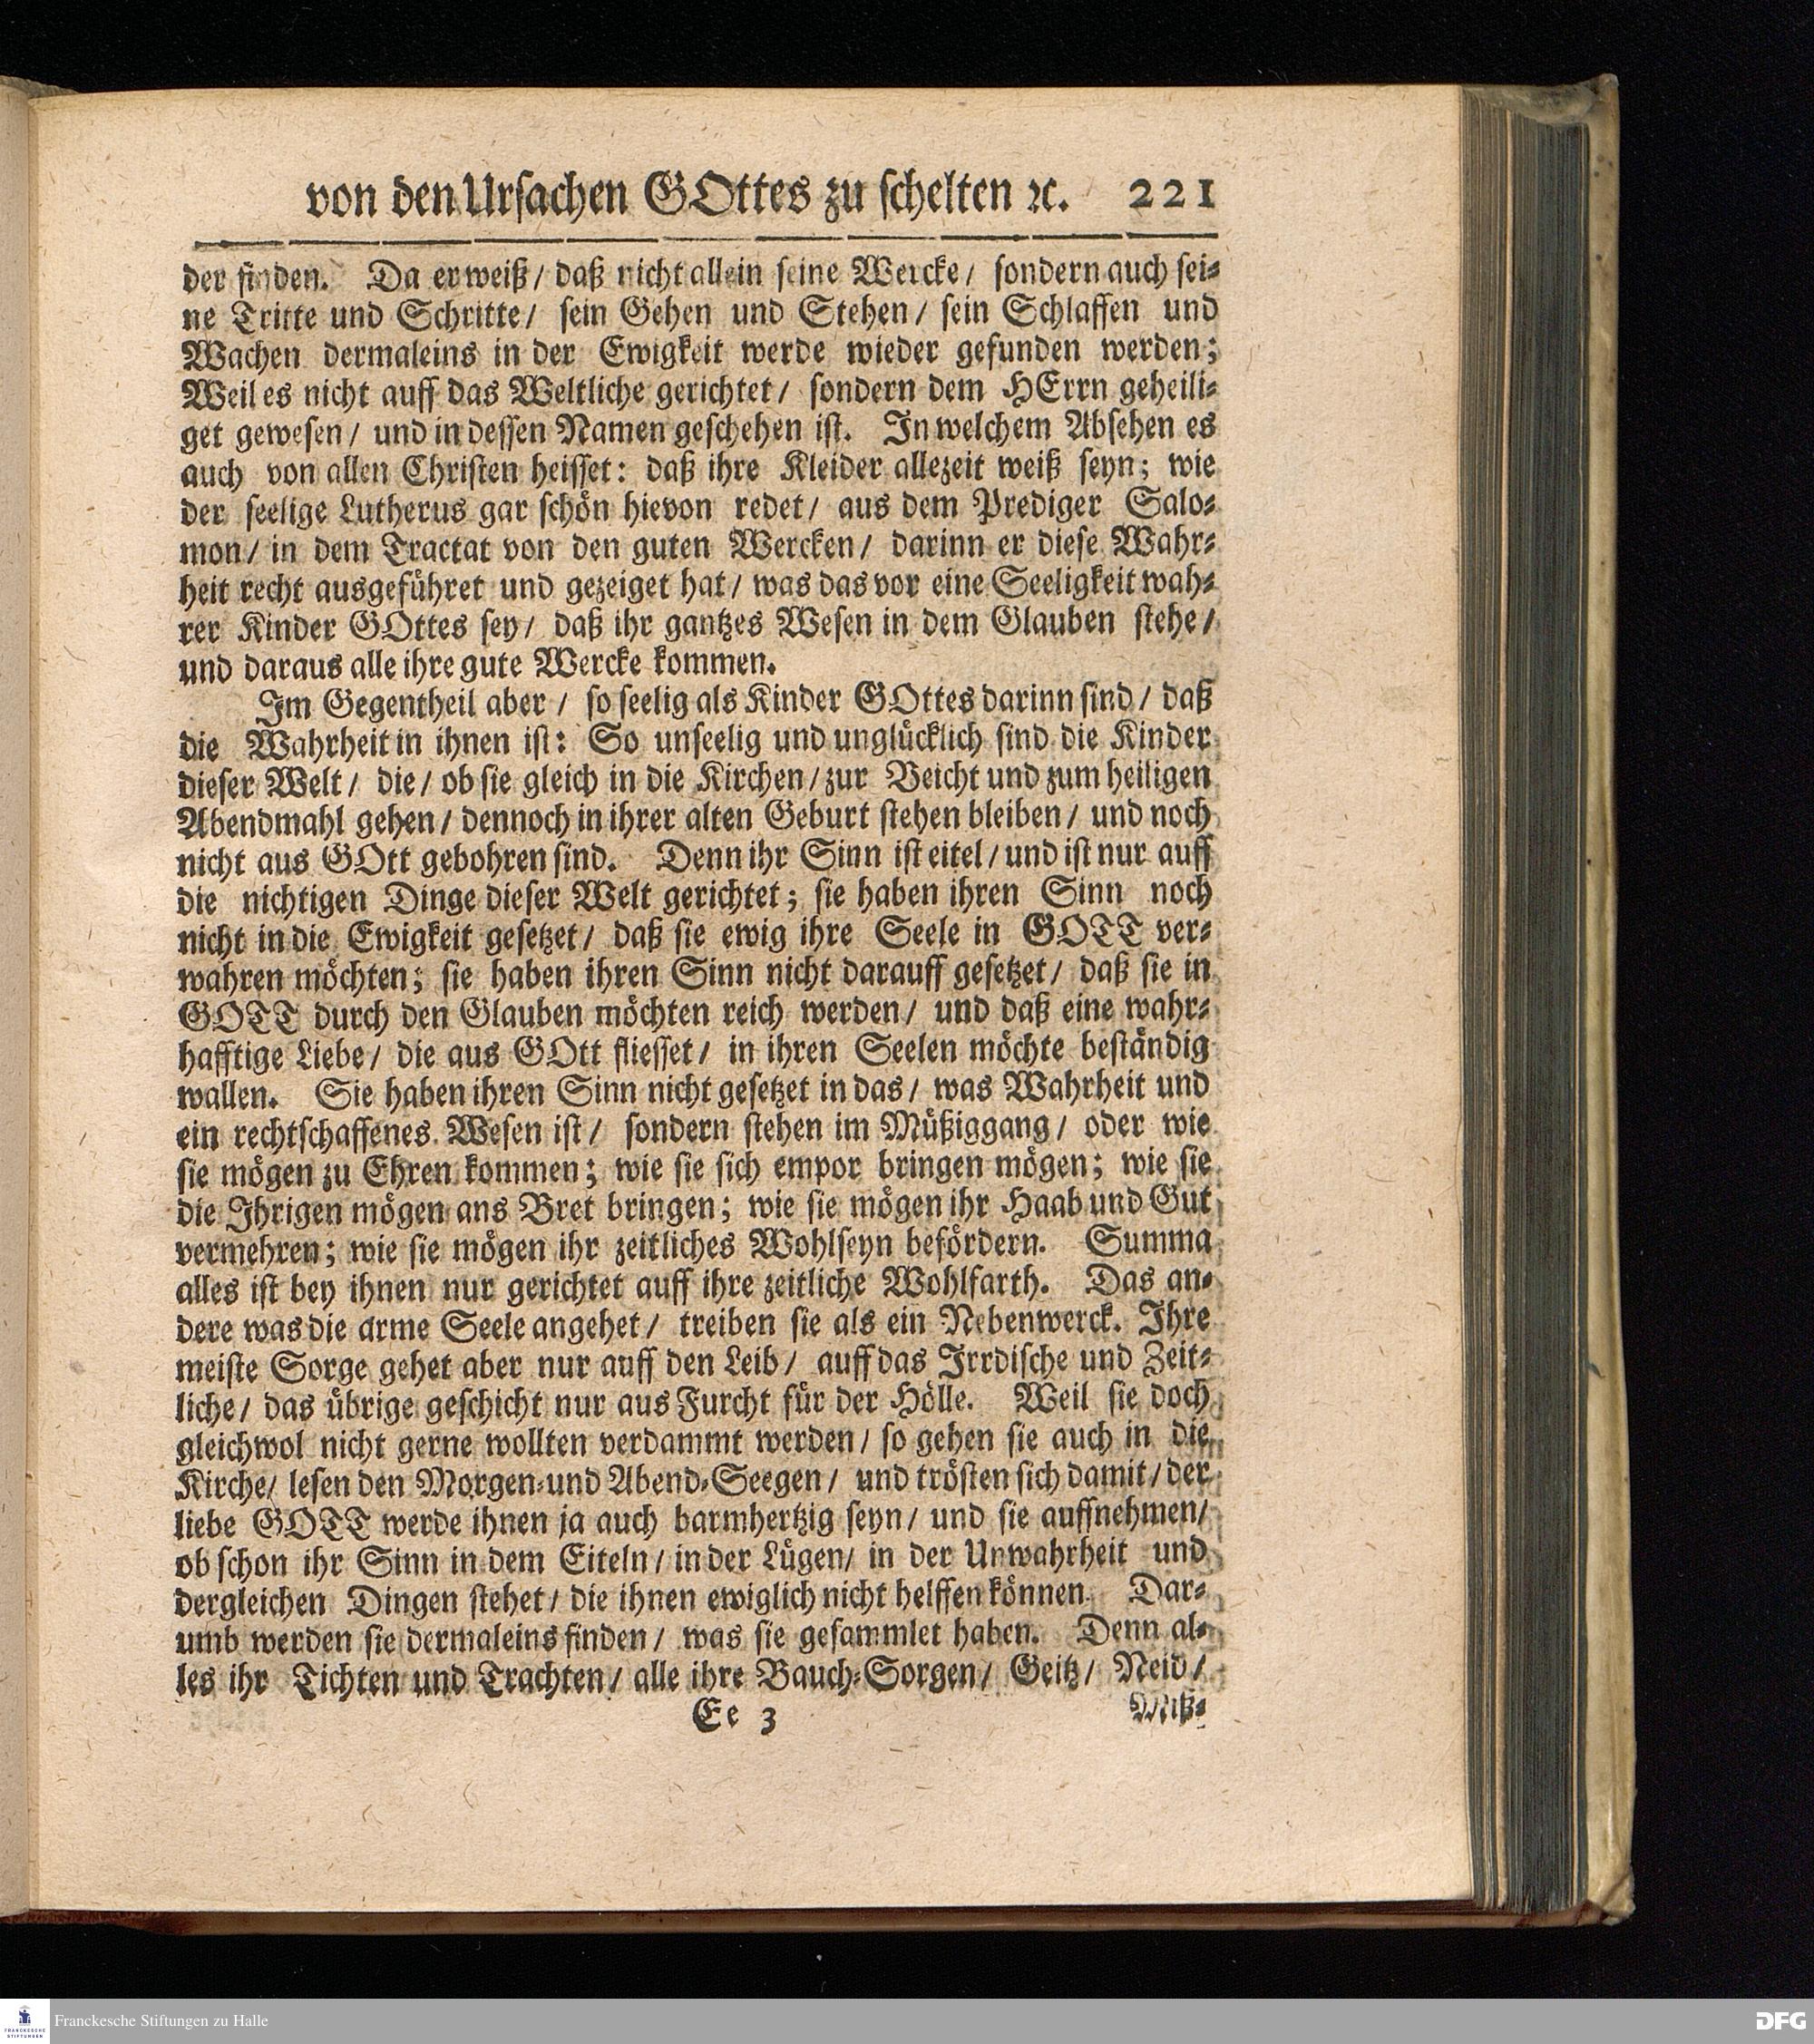 von den Ursachen GOttes zu schelten ꝛc. 221
der finden. Da er weiß/ daß nicht allein seine Wercke/ sondern auch sei-
ne Tritte und Schritte/ sein Gehen und Stehen/ sein Schlaffen und
Wachen dermaleins in der Ewigkeit werde wieder gefunden werden;
Weil es nicht auff das Weltliche gerichtet/ sondern dem HErrn geheili-
get gewesen/ und in dessen Namen geschehen ist. In welchem Absehen es
auch von allen Christen heisset: daß ihre Kleider allezeit weiß seyn; wie
der seelige Lutherus gar schön hievon redet/ aus dem Prediger Salo-
mon/ in dem Tractat von den guten Wercken/ darinn er diese Wahr-
heit recht ausgeführet und gezeiget hat/ was das vor eine Seeligkeit wah-
rer Kinder GOttes sey/ daß ihr gantzes Wesen in dem Glauben stehe/
und daraus alle ihre gute Wercke kommen.
Im Gegentheil aber/ so seelig als Kinder GOttes darinn sind/ daß
die Wahrheit in ihnen ist: So unseelig und unglücklich sind die Kinder
dieser Welt/ die/ ob sie gleich in die Kirchen/ zur Beicht und zum heiligen
Abendmahl gehen/ dennoch in ihrer alten Geburt stehen bleiben/ und noch
nicht aus GOtt gebohren sind. Denn ihr Sinn ist eitel/ und ist nur auff
die nichtigen Dinge dieser Welt gerichtet; sie haben ihren Sinn noch
nicht in die Ewigkeit gesetzet/ daß sie ewig ihre Seele in GOTT ver-
wahren möchten; sie haben ihren Sinn nicht darauff gesetzet/ daß sie in
GOTT durch den Glauben möchten reich werden/ und daß eine wahr-
hafftige Liebe/ die aus GOtt fliesset/ in ihren Seelen möchte beständig
wallen. Sie haben ihren Sinn nicht gesetzet in das/ was Wahrheit und
ein rechtschaffenes Wesen ist/ sondern stehen im Müßiggang/ oder wie
sie mögen zu Ehren kommen; wie sie sich empor bringen mögen; wie sie
die Ihrigen mögen ans Bret bringen; wie sie mögen ihr Haab und Gut
vermehren; wie sie mögen ihr zeitliches Wohlseyn befördern. Summa
alles ist bey ihnen nur gerichtet auff ihre zeitliche Wohlfarth. Das an-
dere was die arme Seele angehet/ treiben sie als ein Nebenwerck. Ihre
meiste Sorge gehet aber nur auff den Leib/ auff das Irrdische und Zeit-
liche/ das übrige geschicht nur aus Furcht für der Hölle. Weil sie doch
gleichwol nicht gerne wollten verdammt werden/ so gehen sie auch in die
Kirche/ lesen den Morgen-und Abend-Seegen/ und trösten sich damit/ der
liebe GOTT werde ihnen ja auch barmhertzig seyn/ und sie auffnehmen/
ob schon ihr Sinn in dem Eiteln/ in der Lügen/ in der Unwahrheit und
dergleichen Dingen stehet/ die ihnen ewiglich nicht helffen können. Dar-
umb werden sie dermaleins finden/ was sie gesammlet haben. Denn al-
les ihr Tichten und Trachten/ alle ihre Bauch-Sorgen/ Geitz/ Neid/
Ee 3 Miß-
FRANCKESCHE STIFTUNGEN
Franckesche Stiftungen zu Halle
DFG